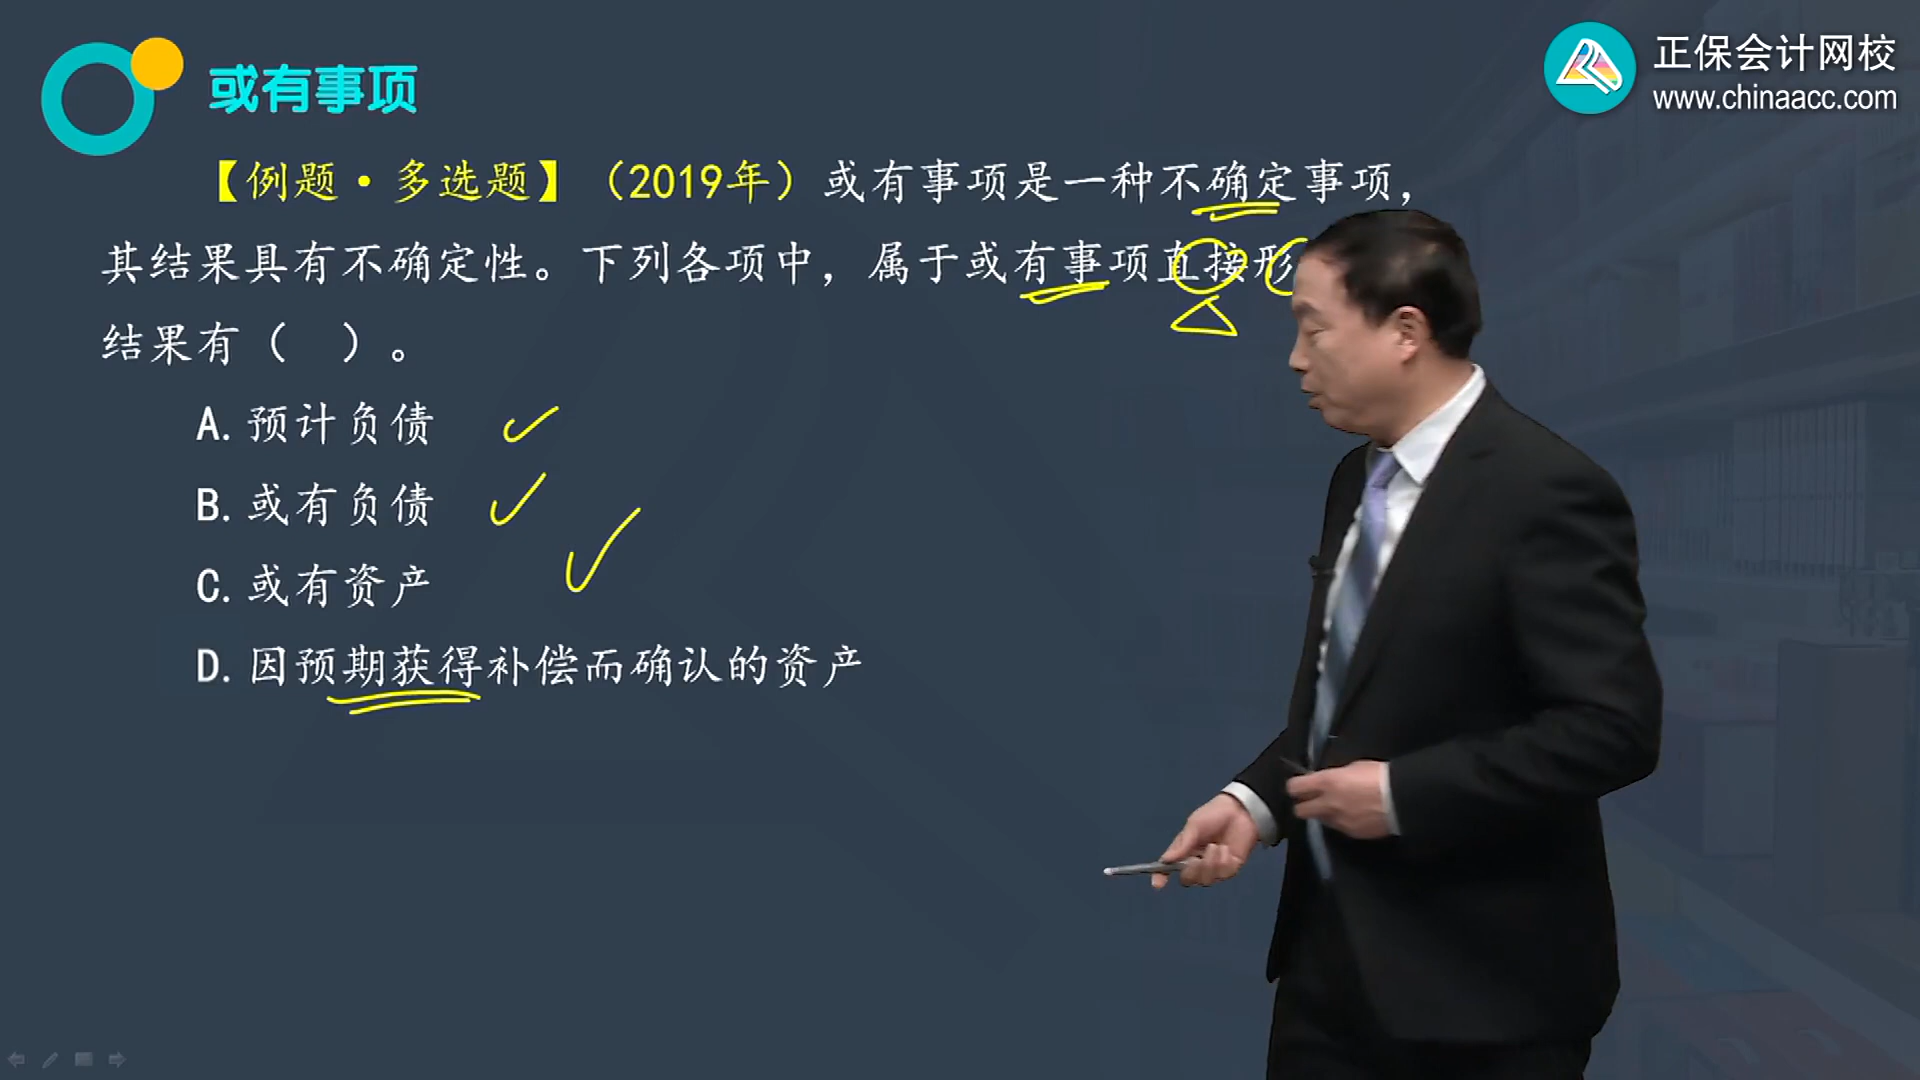 或有事项
正保会计网校
www.chinaacc.com
【例题·多选题】（2019年）或有事项是一种不确定事项，
其结果具有不确定性。下列各项中，属于或有事项直接形
结果有（ ）。
A. 预计负债
B. 或有负债
C. 或有资产
D. 因预期获得补偿而确认的资产